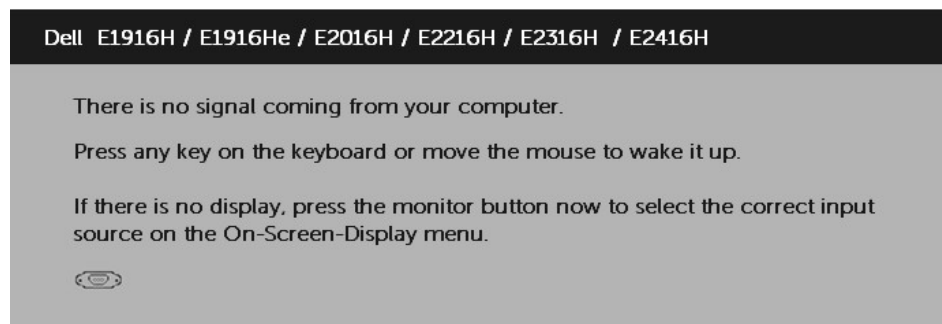 Dell E1916H / E1916He / E2016H / E2216H / E2316H / E2416H
There is no signal coming from your computer.
Press any key on the keyboard or move the mouse to wake it up.
If there is no display, press the monitor button now to select the correct input
source on the On-Screen-Display menu.